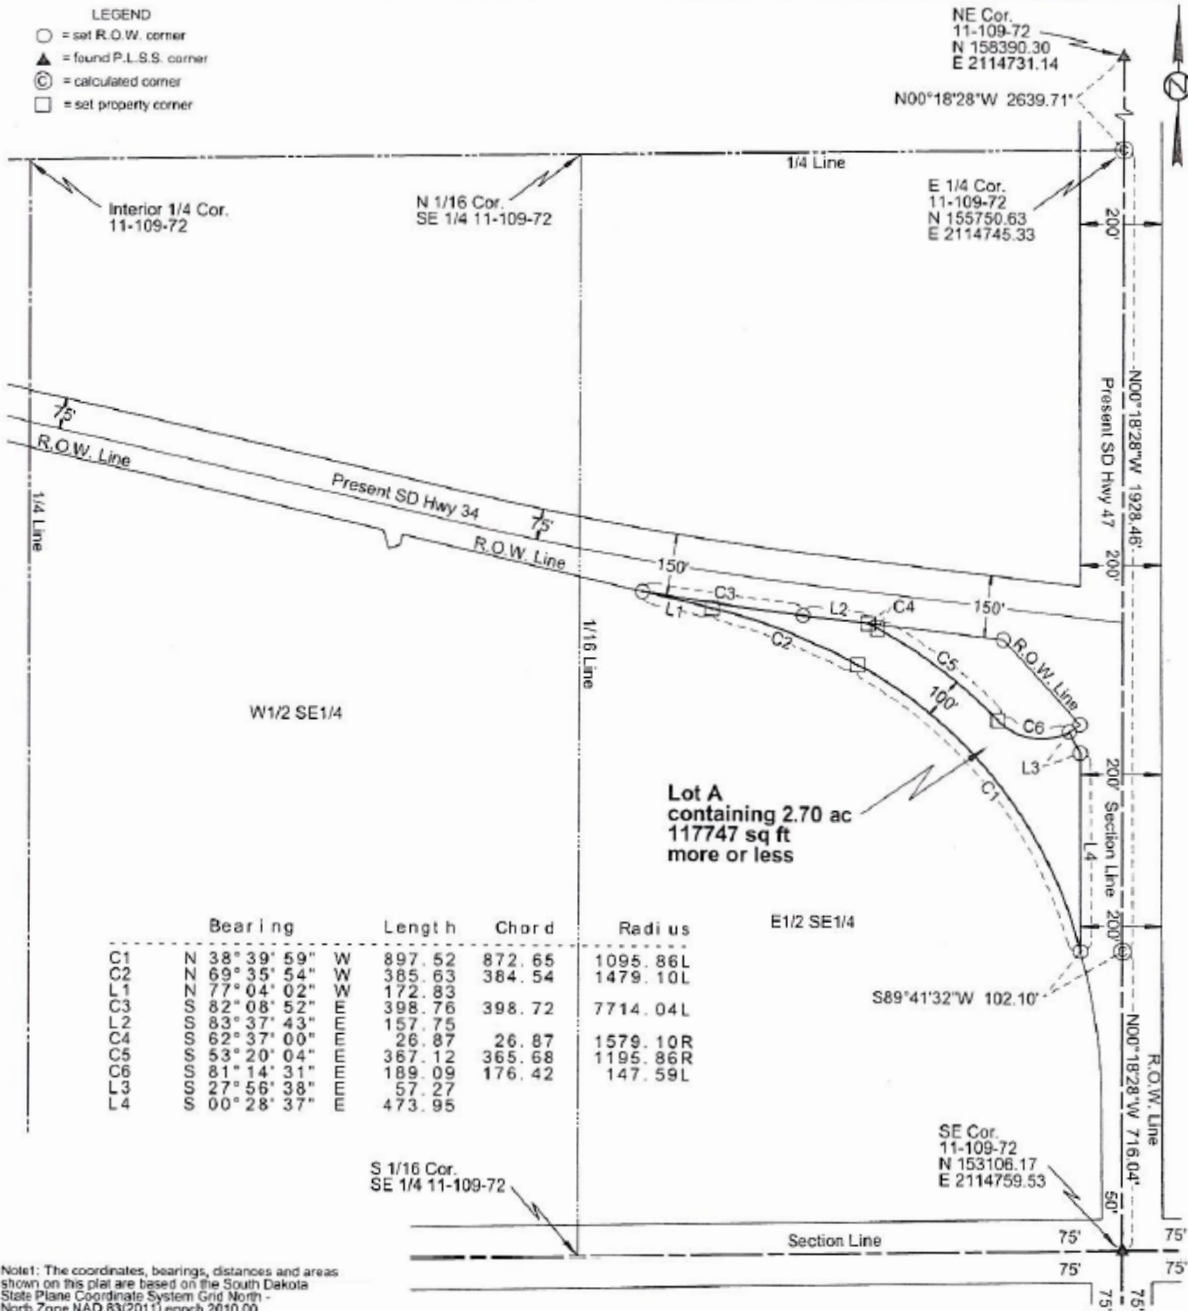 LEGEND
= set R.O.W. corner
= found P.L.S.S. corner
© = calculated corner
= set property corner
NE Cor.
11-109-72
N 158390.30
E 2114731.14
N00°18'28"W 2639.71'
N
1/4 Line
©
Interior 1/4 Cor.
11-109-72
N 1/16 Cor.
SE 1/4 11-109-72
E 1/4 Cor.
11-109-72
N 155750.63
E 2114745.33
200'
N00°18'28"W 1928.46'
Present SD Hwy 47
75'
R.O.W. Line
Present SD Hwy 34
75'
R.O.W. Line
1/4 Line
150'
200'
C3
L1
L2
C4
150'
C2
R.O.W. Line
C5
100'
C6
L3
1/16 Line
W1/2 SE1/4
200'
Section Line
C1
L4
Lot A
containing 2.70 ac
117747 sq ft
more or less
E1/2 SE1/4
200'
©
S89°41'32"W 102.10'
Bearing Length Chord Radius
C1 N 38°39'59" W 897.52 872.65 1095.86L
C2 N 69°35'54" W 385.63 384.54 1479.10L
L1 N 77°04'02" W 172.83
C3 S 82°08'52" E 398.76 398.72 7714.04L
L2 S 83°37'43" E 157.75
C4 S 62°37'00" E 26.87 26.87 1579.10R
C5 S 53°20'04" E 367.12 365.68 1195.86R
C6 S 81°14'31" E 189.09 176.42 147.59L
L3 S 27°56'38" E 57.27
L4 S 00°28'37" E 473.95
N00°18'28"W 716.04'
R.O.W. Line
S 1/16 Cor.
SE 1/4 11-109-72
SE Cor.
11-109-72
N 153106.17
E 2114759.53
50'
Section Line
75'
75'
75'
75'
75'
75'
Note1: The coordinates, bearings, distances and areas
shown on this plat are based on the South Dakota
State Plane Coordinate System Grid North -
North Zone NAD 83(2011) epoch 2010.00